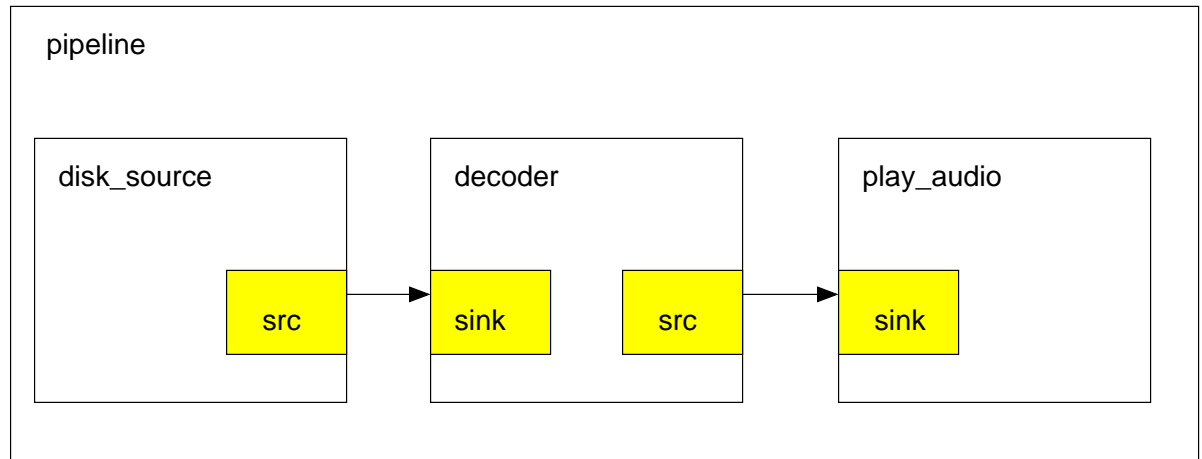 pipeline
disk_source
decoder
play_audio
src
sink
src
sink